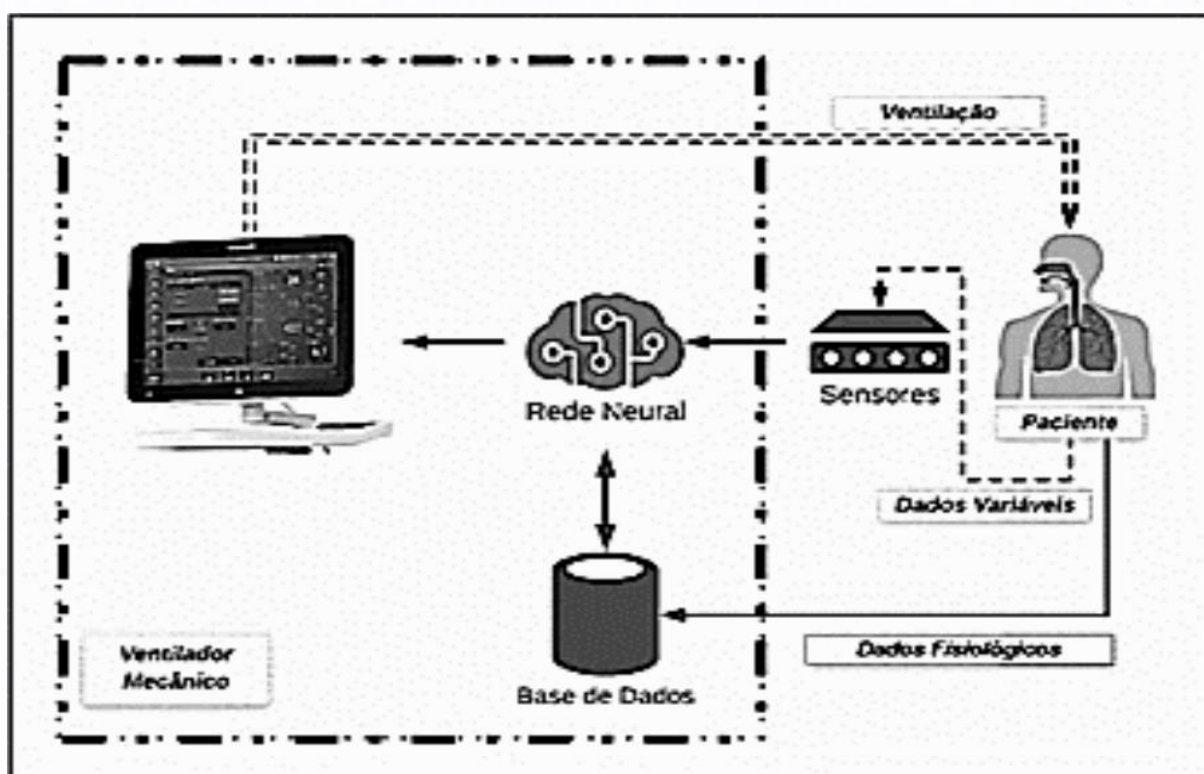 Ventilação
Rede Neural
Sensores
Paciente
Dados Variáveis
Dados Fisiológicos
Ventilador
Mecânico
Base de Dados